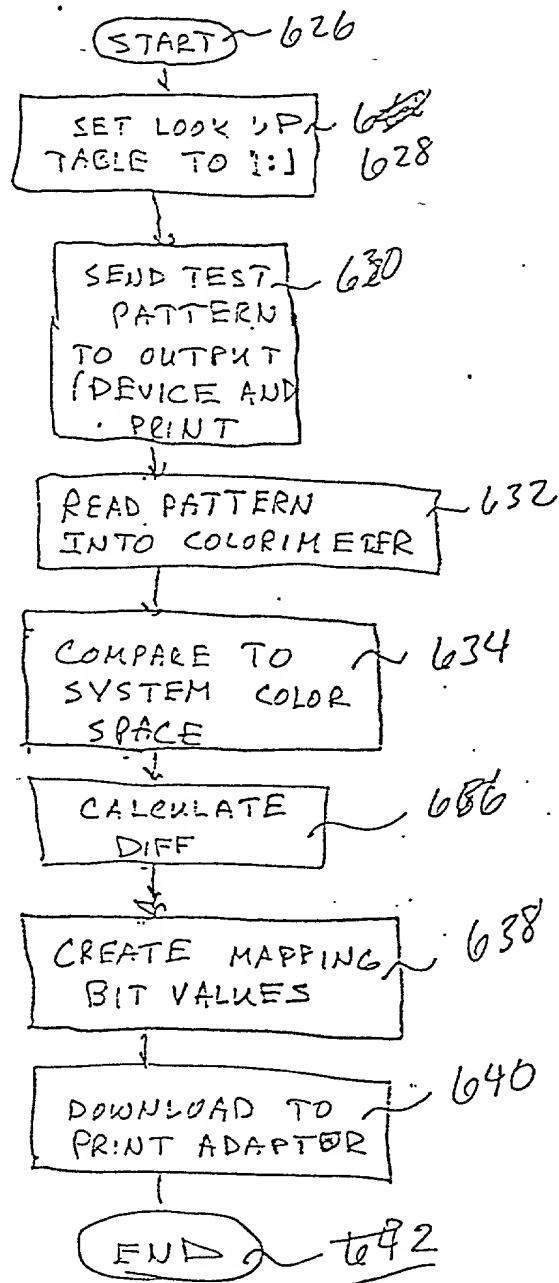 START 626
SET LOOK UP
TABLE TO 1:1 628
SEND TEST 630
PATTERN
TO OUTPUT
DEVICE AND
PRINT
READ PATTERN 632
INTO COLORIMETER
COMPARE TO 634
SYSTEM COLOR
SPACE
CALCULATE 636
DIFF
CREATE MAPPING 638
BIT VALUES
DOWNLOAD TO 640
PRINT ADAPTOR
END 642